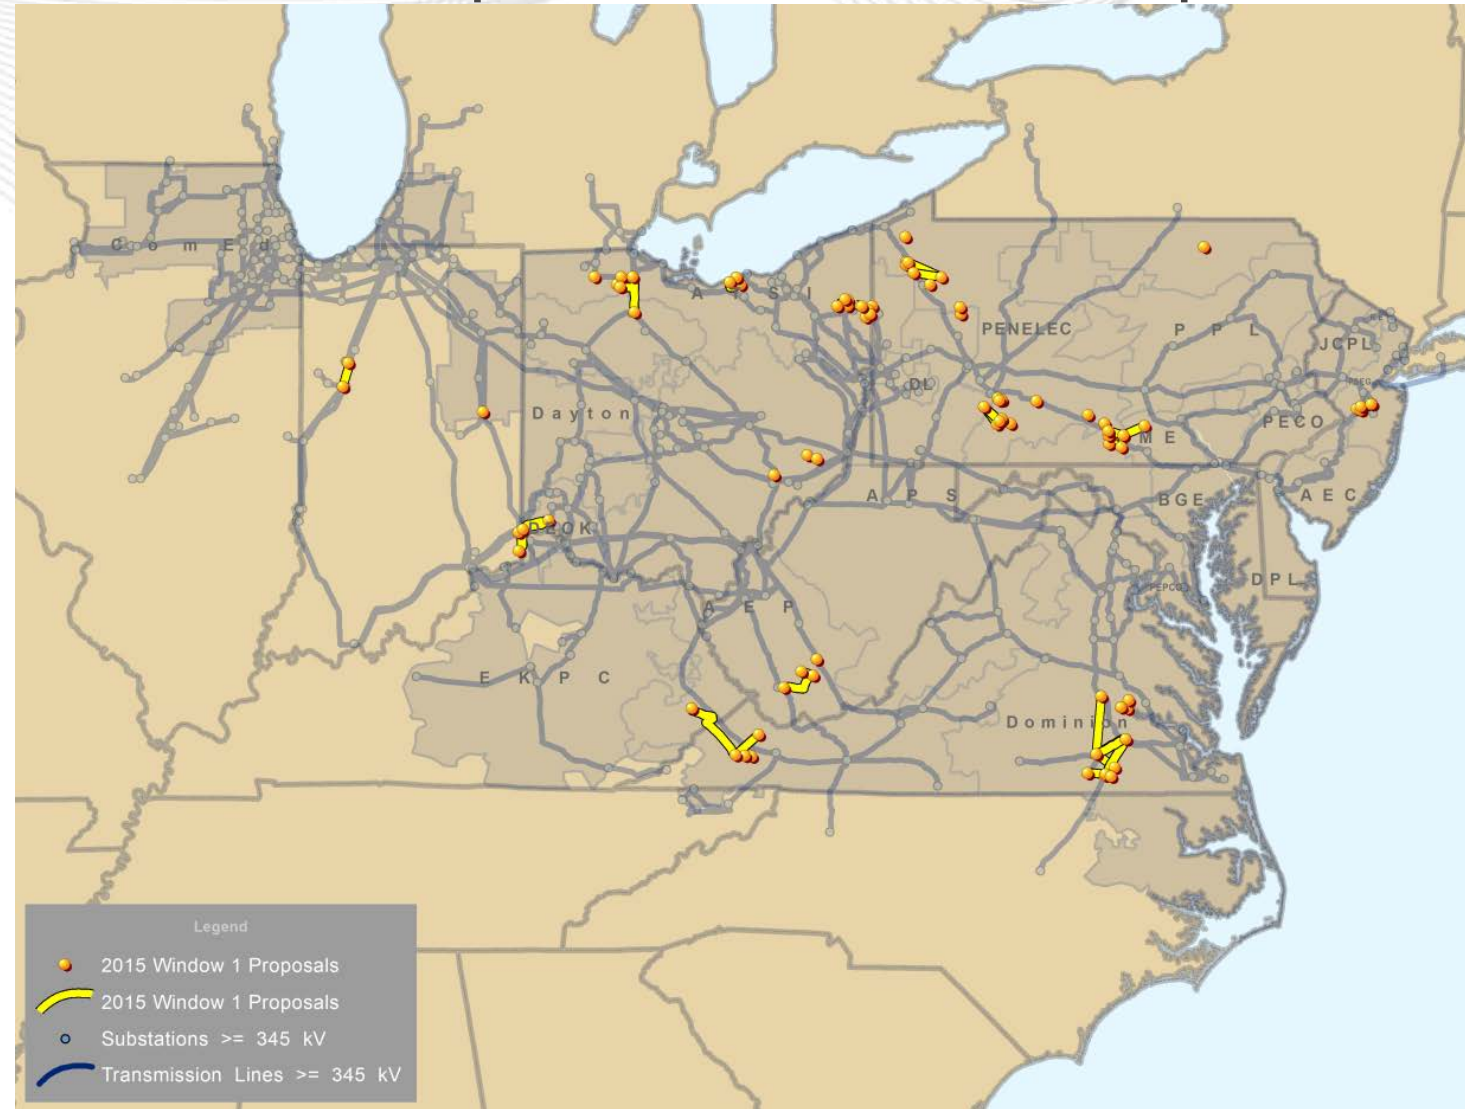 ComEd
ATSI
PENELEC
PPL
JCPL
DL
Dayton
ME
PECO
APS
BGE
AEC
DEOK
PEPCO
DPL
AEP
EKPC
Dominion
Legend
2015 Window 1 Proposals
2015 Window 1 Proposals
Substations >= 345 kV
Transmission Lines >= 345 kV